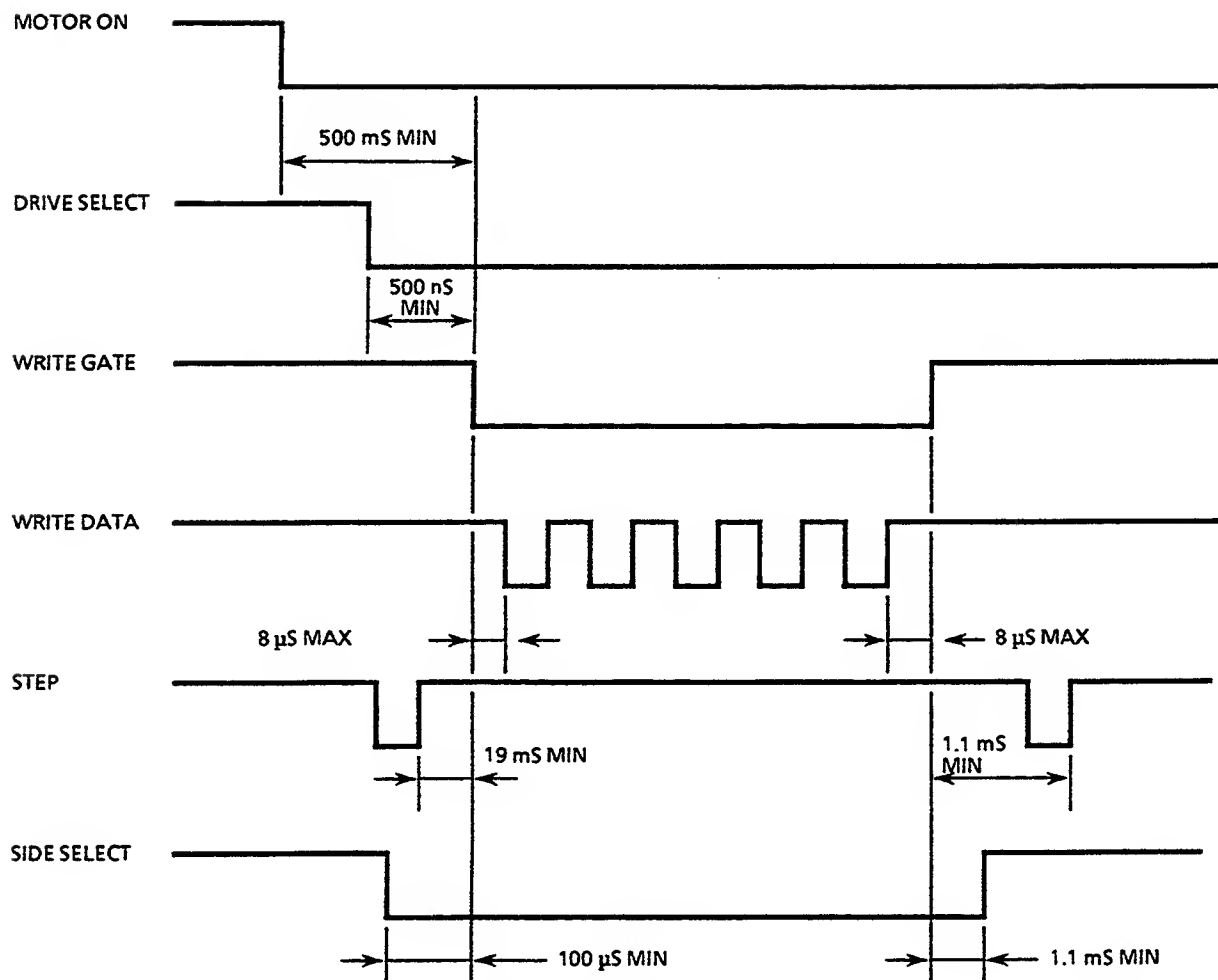 MOTOR ON
500 mS MIN
DRIVE SELECT
500 nS
MIN
WRITE GATE
WRITE DATA
8 µS MAX
8 µS MAX
STEP
19 mS MIN
1.1 mS
MIN
SIDE SELECT
100 µS MIN
1.1 mS MIN